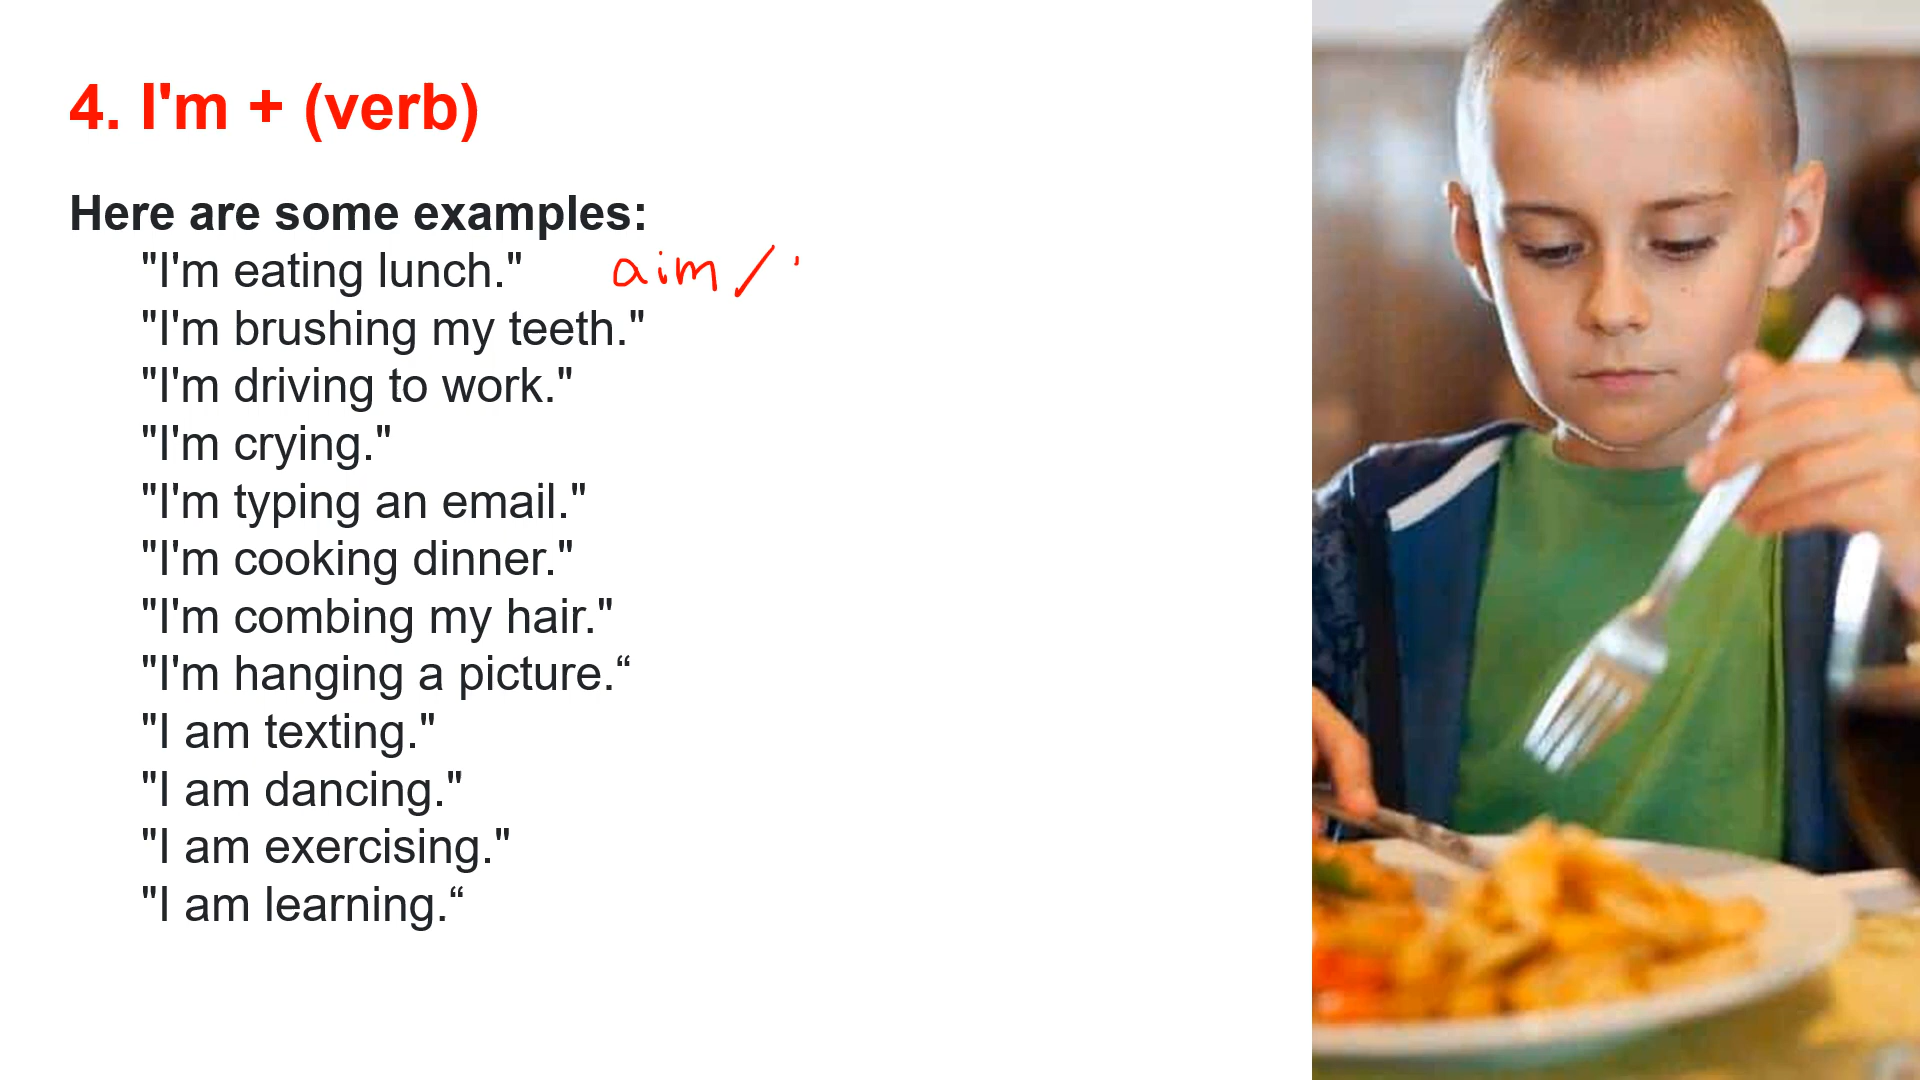 4. I'm + (verb)
Here are some examples:
"I'm eating lunch." aim /
"I'm brushing my teeth."
"I'm driving to work."
"I'm crying."
"I'm typing an email."
"I'm cooking dinner."
"I'm combing my hair."
"I'm hanging a picture.“
"I am texting."
"I am dancing."
"I am exercising."
"I am learning.“